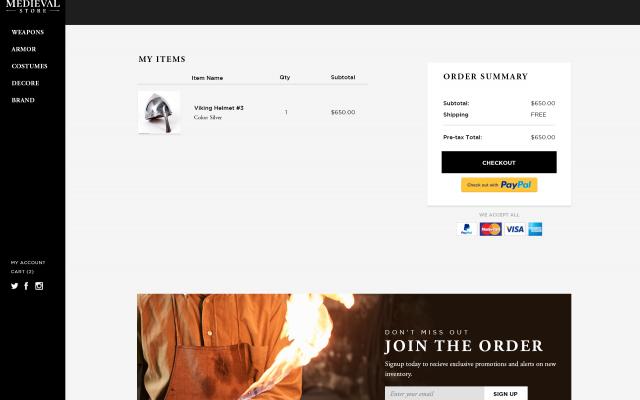 MEDIEVAL
STORE
WEAPONS
ARMOR
COSTUMES
DECORE
BRAND
MY ACCOUNT
CART (2)
MY ITEMS
Item Name Qty Subtotal
Viking Helmet #3
Color: Silver
1 $650.00
ORDER SUMMARY
Subtotal: $650.00
Shipping FREE
Pre-tax Total: $650.00
CHECKOUT
Check out with PayPal
WE ACCEPT ALL
PayPal MasterCard VISA
DON'T MISS OUT
JOIN THE ORDER
Signup today to recieve exclusive promotions and alerts on new
inventory.
Enter your email SIGN UP